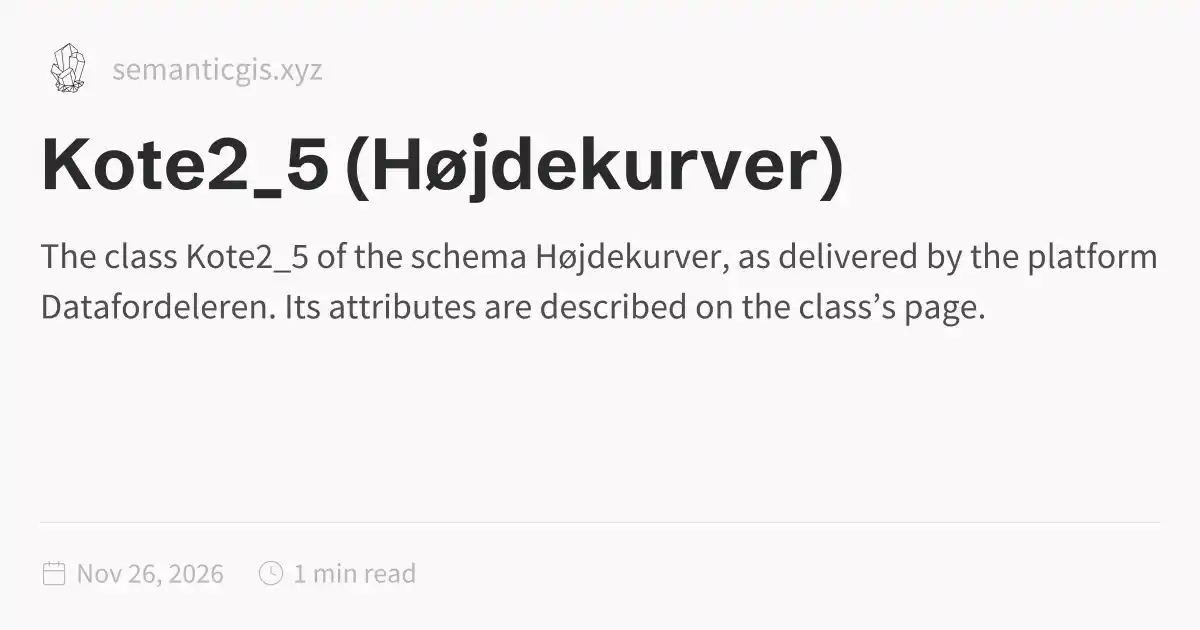 semanticgis.xyz
Kote2_5 (Højdekurver)
The class Kote2_5 of the schema Højdekurver, as delivered by the platform
Datafordeleren. Its attributes are described on the class’s page.
Nov 26, 2026 1 min read